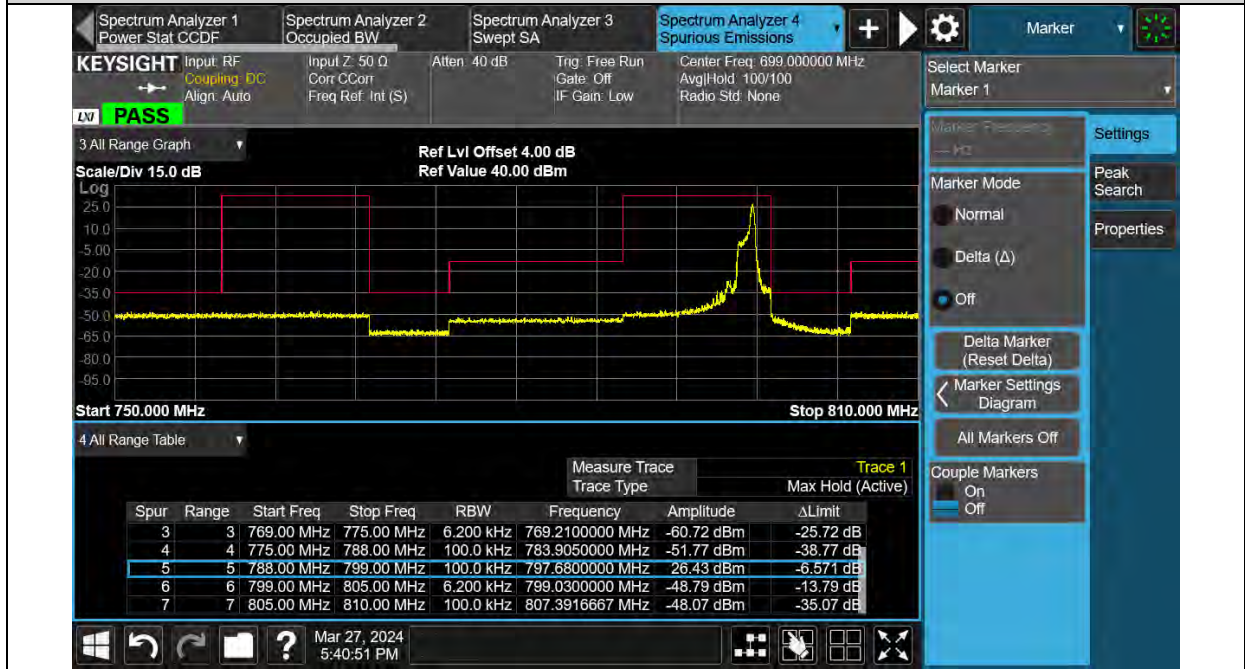 Spectrum Analyzer 1
Power Stat CCDF
Spectrum Analyzer 2
Occupied BW
Spectrum Analyzer 3
Swept SA
Spectrum Analyzer 4
Spurious Emissions
Marker
KEYSIGHT
Input: RF
Coupling: DC
Align: Auto
Input Z: 50 Ω
Corr CCorr
Freq Ref: Int (S)
Atten: 40 dB
Trig: Free Run
Gate: Off
IF Gain: Low
Center Freq: 699.000000 MHz
Avg|Hold: 100/100
Radio Std: None
LXI
PASS
3 All Range Graph
Ref Lvl Offset 4.00 dB
Scale/Div 15.0 dB
Ref Value 40.00 dBm
Log
25.0
10.0
-5.00
-20.0
-35.0
-50.0
-65.0
-80.0
-95.0
Start 750.000 MHz
Stop 810.000 MHz
4 All Range Table
Measure Trace Trace 1
Trace Type Max Hold (Active)
Spur Range Start Freq Stop Freq RBW Frequency Amplitude ΔLimit
3 3 769.00 MHz 775.00 MHz 6.200 kHz 769.2100000 MHz -60.72 dBm -25.72 dB
4 4 775.00 MHz 788.00 MHz 100.0 kHz 783.9050000 MHz -51.77 dBm -38.77 dB
5 5 788.00 MHz 799.00 MHz 100.0 kHz 797.6800000 MHz 26.43 dBm -6.571 dB
6 6 799.00 MHz 805.00 MHz 6.200 kHz 799.0300000 MHz -48.79 dBm -13.79 dB
7 7 805.00 MHz 810.00 MHz 100.0 kHz 807.3916667 MHz -48.07 dBm -35.07 dB
Mar 27, 2024
5:40:51 PM
Select Marker
Marker 1
Marker Frequency
--- Hz
Marker Mode
Normal
Delta (Δ)
Off
Delta Marker
(Reset Delta)
Marker Settings
Diagram
All Markers Off
Couple Markers
On
Off
Settings
Peak
Search
Properties